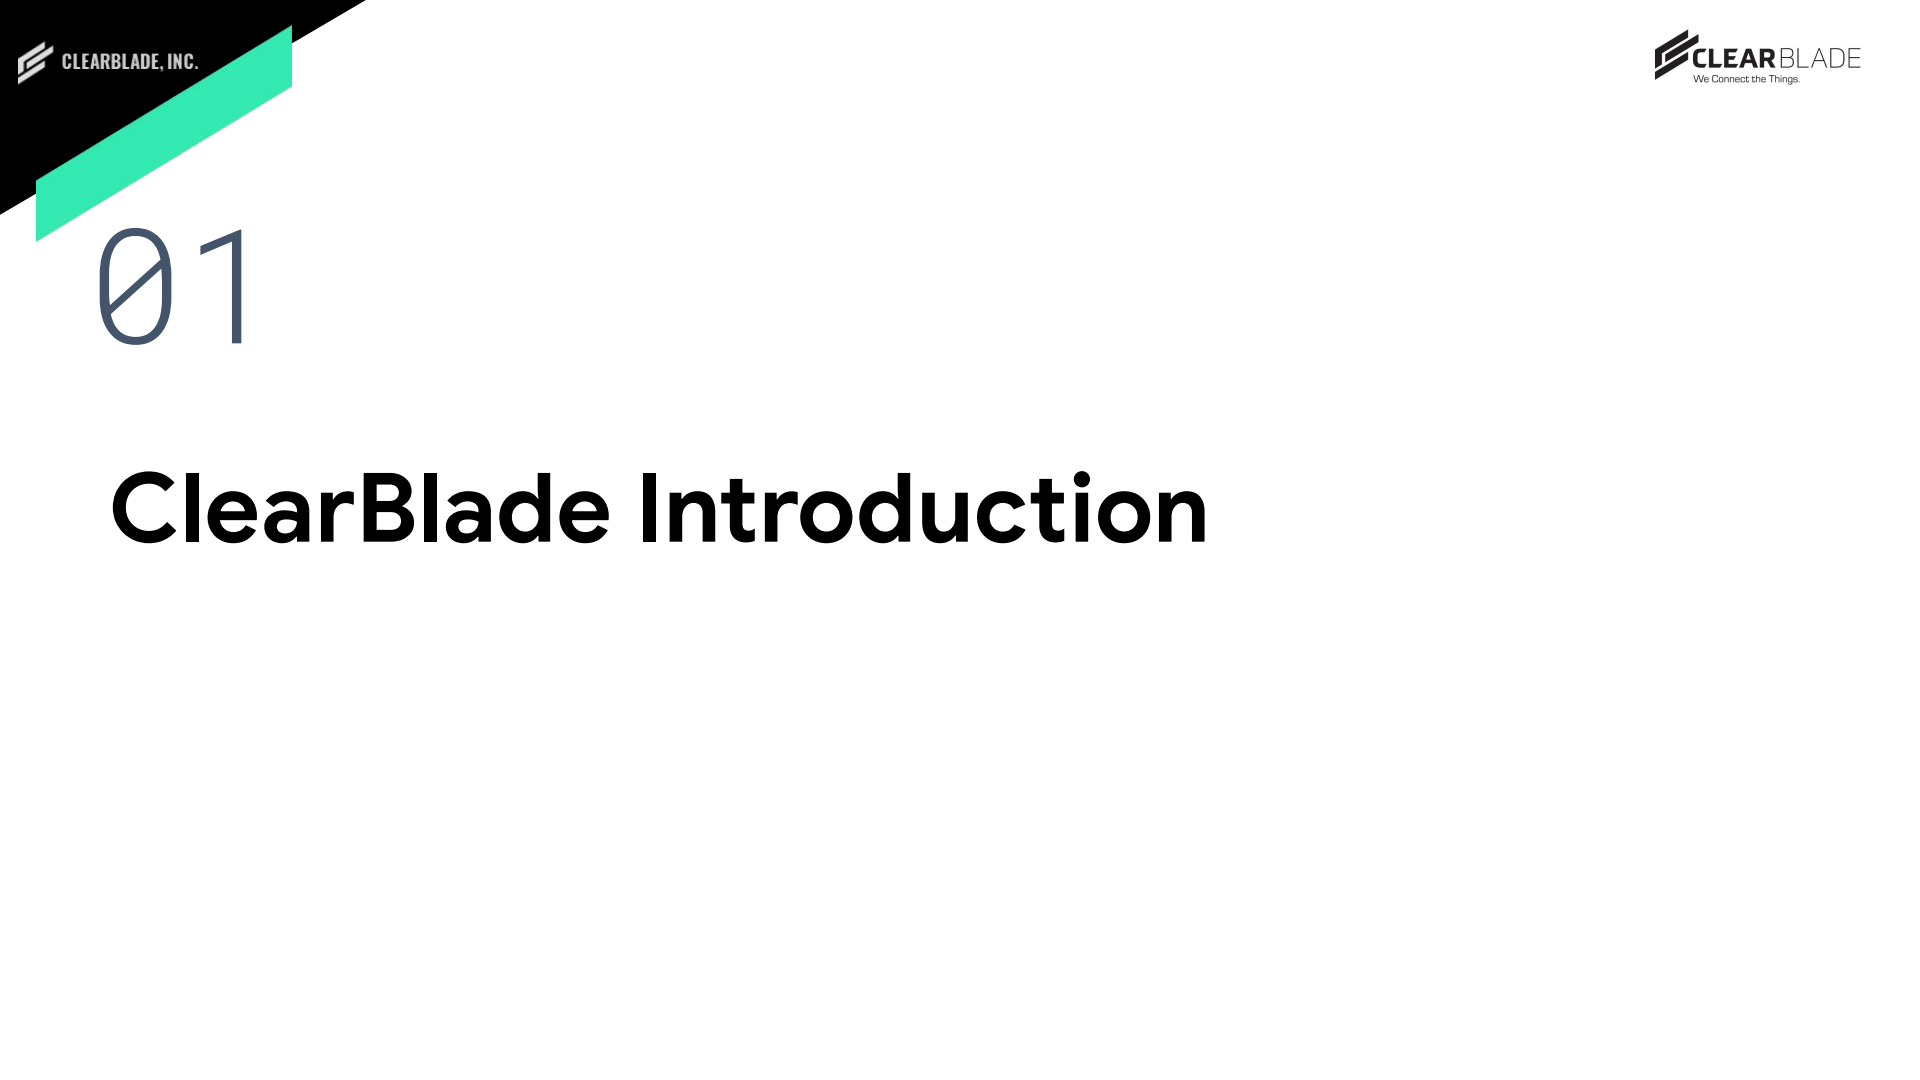 CLEARBLADE, INC.
CLEARBLADE
We Connect the Things.
01
ClearBlade Introduction